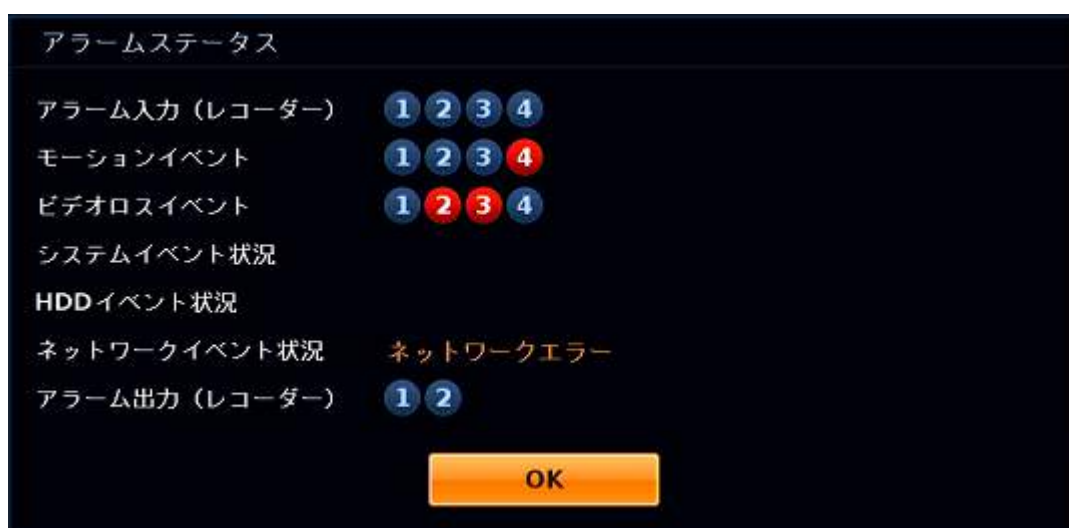 アラームステータス
アラーム入力（レコーダー） 1 2 3 4
モーションイベント 1 2 3 4
ビデオロスイベント 1 2 3 4
システムイベント状況
HDDイベント状況
ネットワークイベント状況 ネットワークエラー
アラーム出力（レコーダー） 1 2
OK